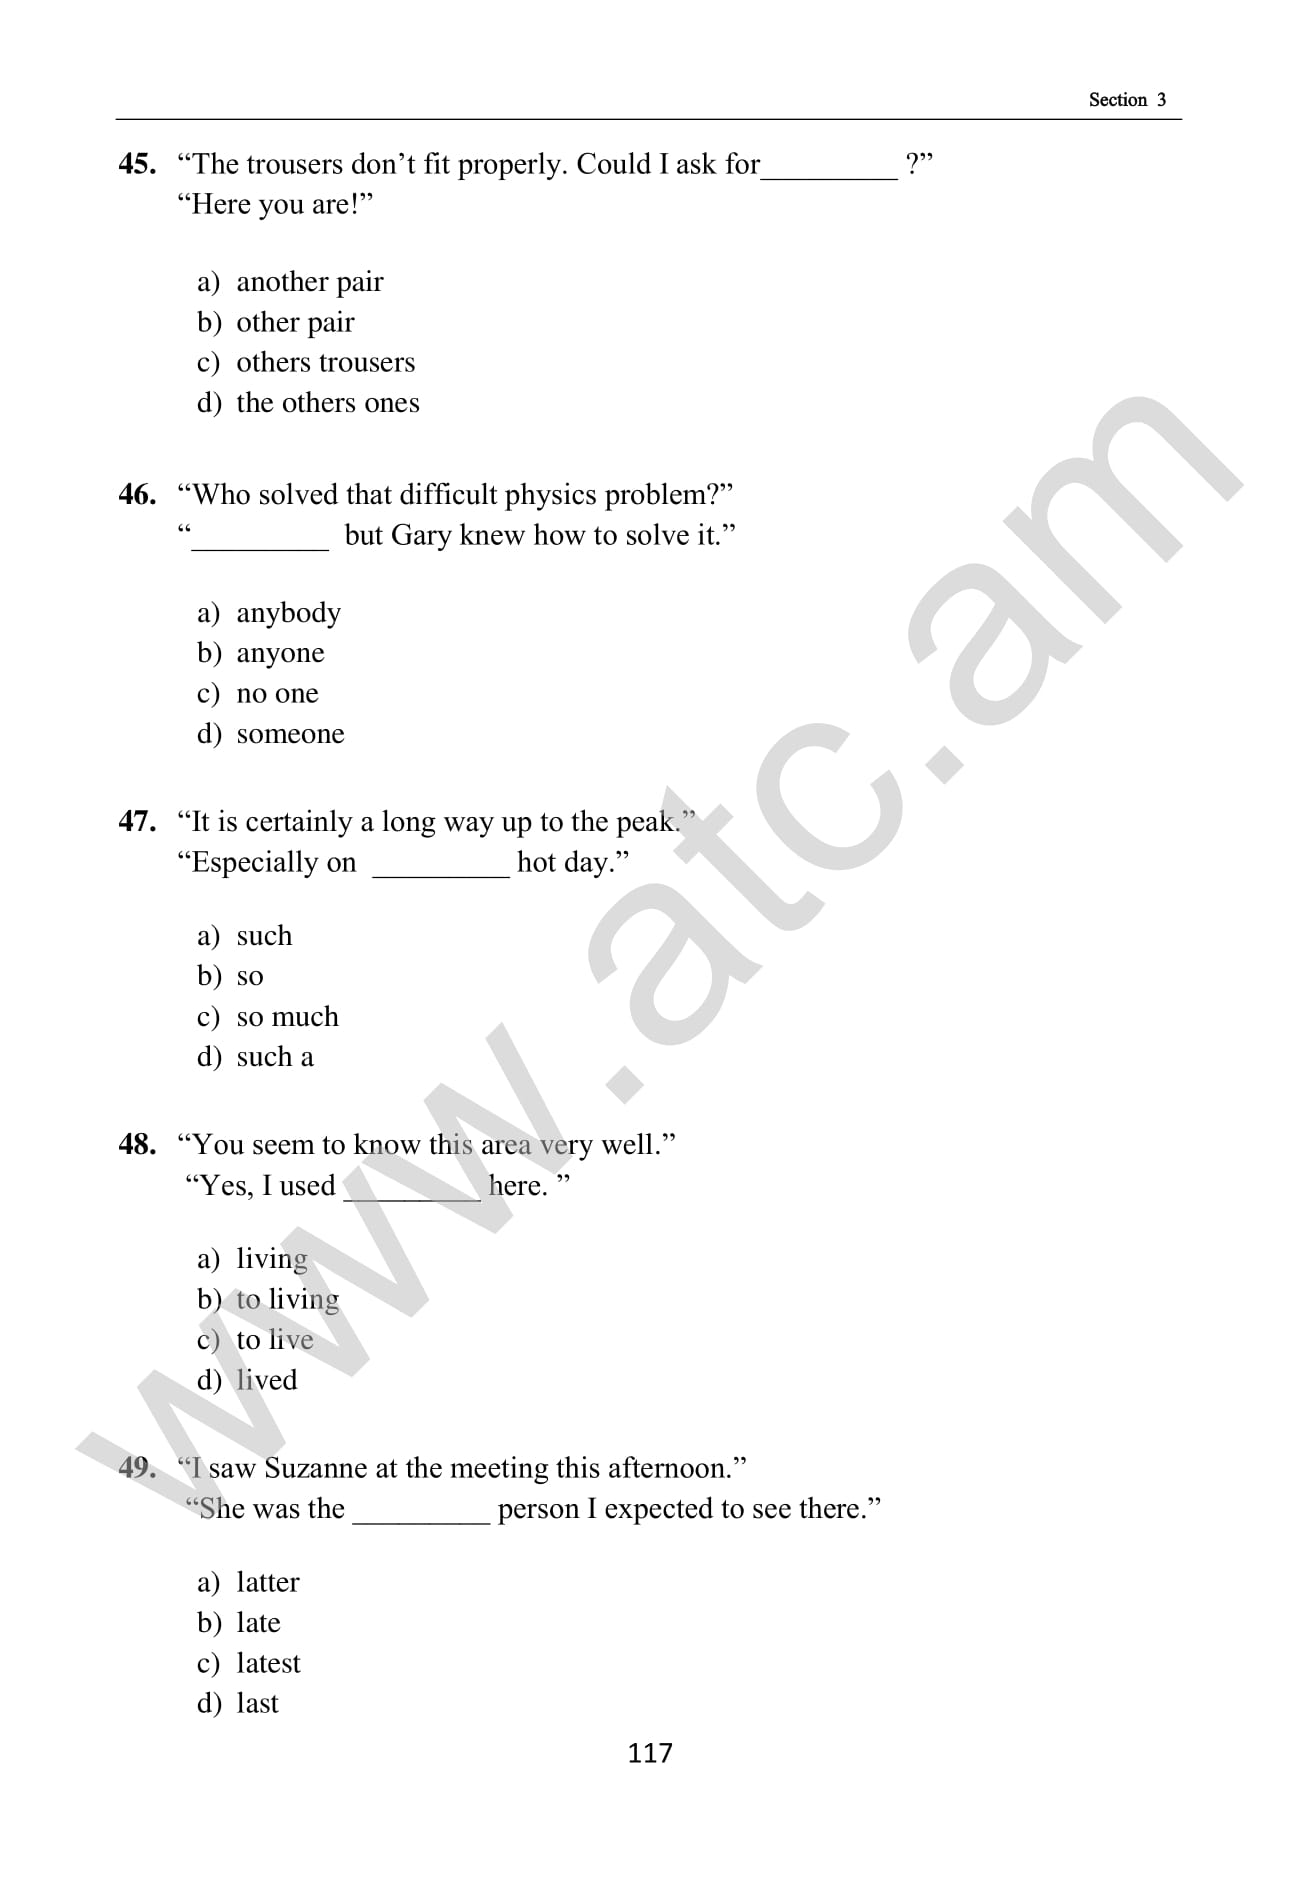 Section 3
45. “The trousers don’t fit properly. Could I ask for_________ ?”
“Here you are!”
a) another pair
b) other pair
c) others trousers
d) the others ones
46. “Who solved that difficult physics problem?”
“_________ but Gary knew how to solve it.”
a) anybody
b) anyone
c) no one
d) someone
47. “It is certainly a long way up to the peak.”
“Especially on _________ hot day.”
a) such
b) so
c) so much
d) such a
48. “You seem to know this area very well.”
“Yes, I used _________ here. ”
a) living
b) to living
c) to live
d) lived
49. “I saw Suzanne at the meeting this afternoon.”
“She was the _________ person I expected to see there.”
a) latter
b) late
c) latest
d) last
117
www.atc.am